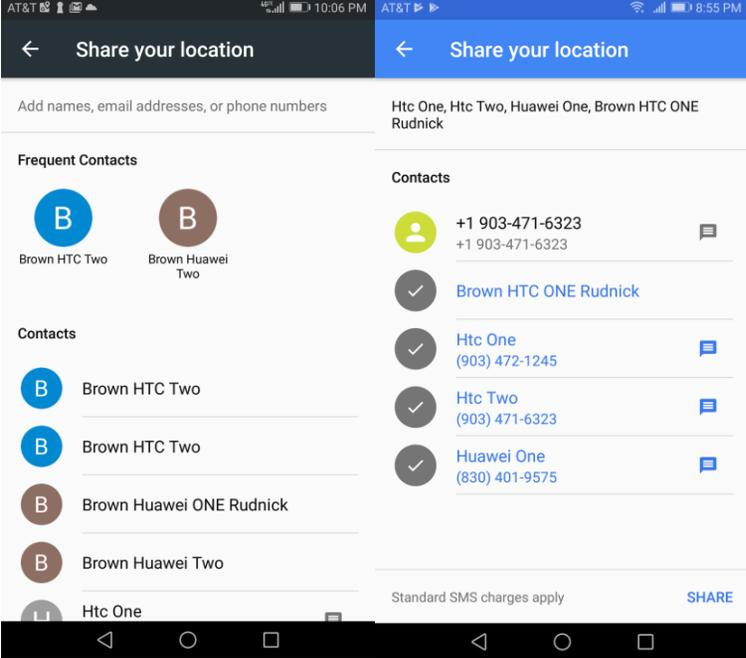 AT&T 10:06 PM
Share your location
Add names, email addresses, or phone numbers
Frequent Contacts
B
B
Brown HTC Two
Brown Huawei
Two
Contacts
B
Brown HTC Two
B
Brown HTC Two
B
Brown Huawei ONE Rudnick
B
Brown Huawei Two
H
Htc One
AT&T 8:55 PM
Share your location
Htc One, Htc Two, Huawei One, Brown HTC ONE
Rudnick
Contacts
+1 903-471-6323
+1 903-471-6323
Brown HTC ONE Rudnick
Htc One
(903) 472-1245
Htc Two
(903) 471-6323
Huawei One
(830) 401-9575
Standard SMS charges apply SHARE